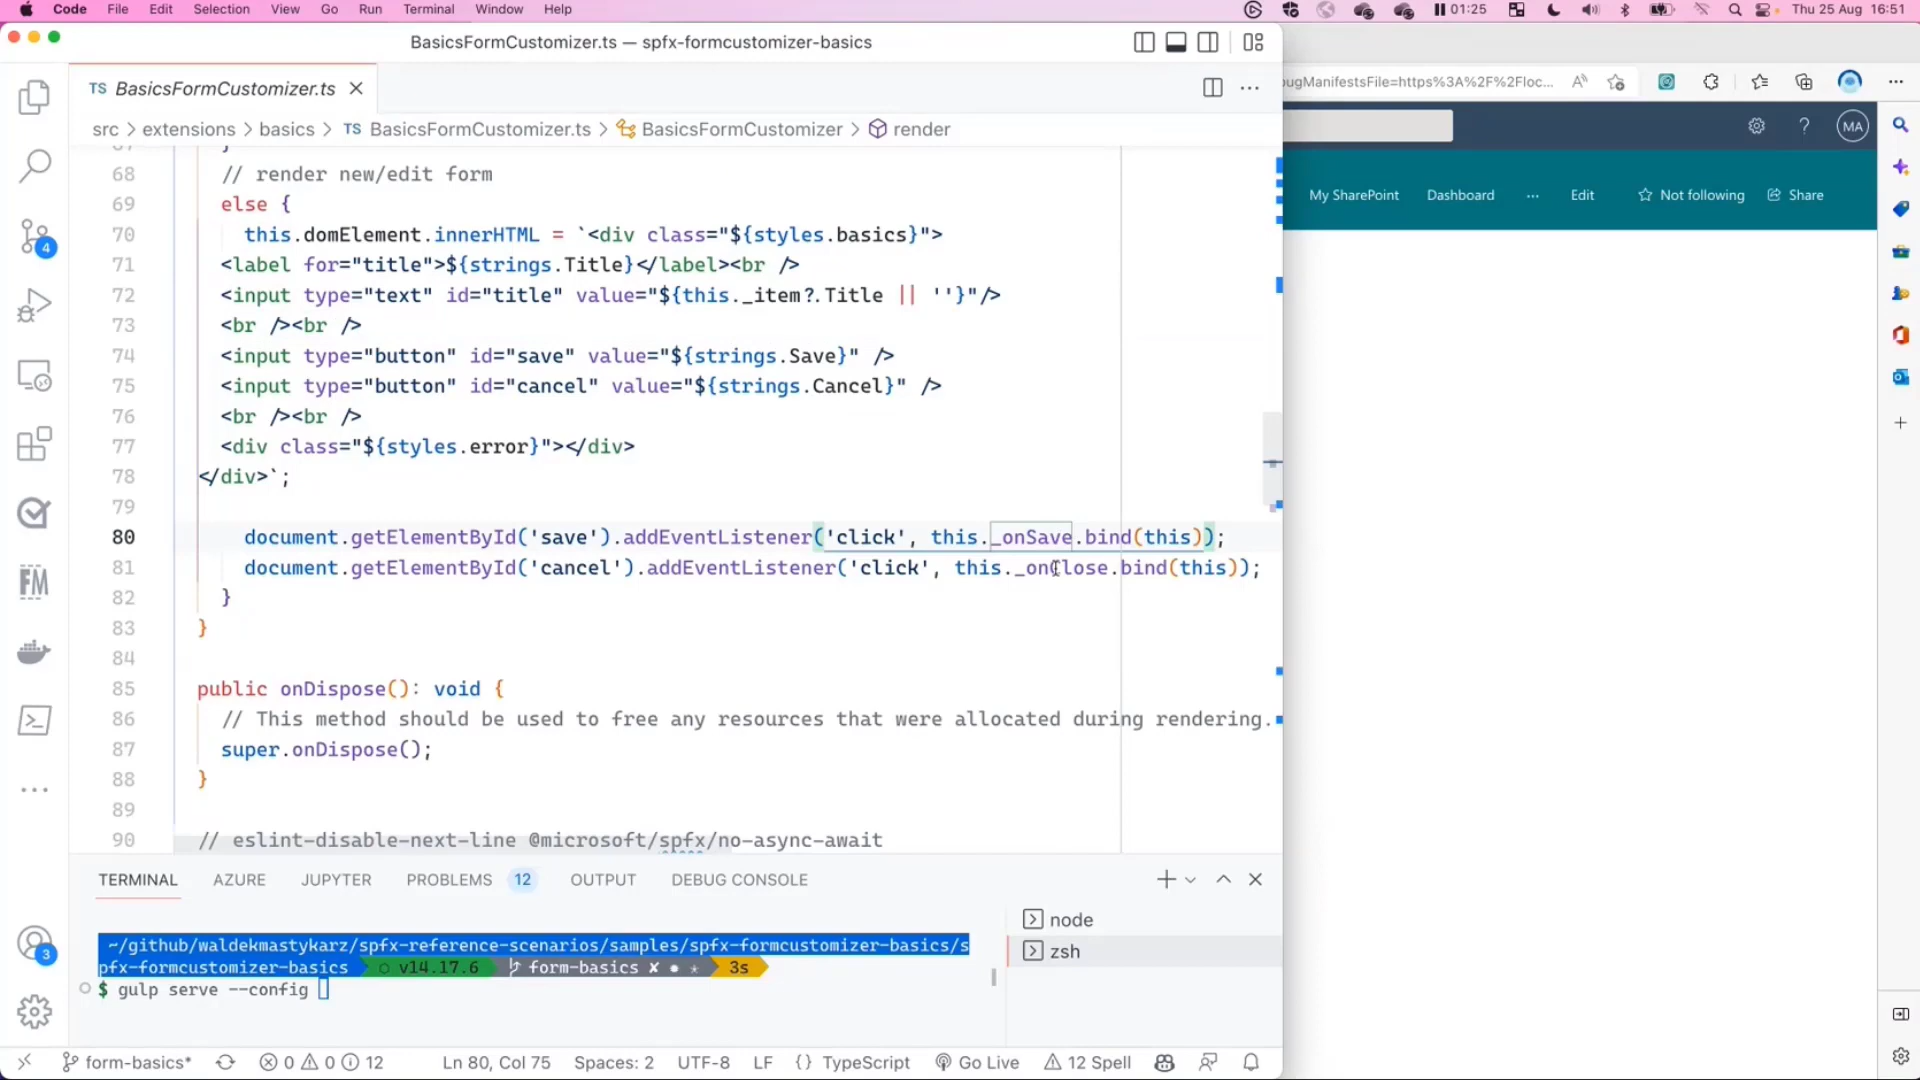 Code File Edit Selection View Go Run Terminal Window Help
01:25 Thu 25 Aug 16:51
BasicsFormCustomizer.ts — spfx-formcustomizer-basics
TS BasicsFormCustomizer.ts
src > extensions > basics > TS BasicsFormCustomizer.ts > BasicsFormCustomizer > render
68 // render new/edit form
69 else {
70 this.domElement.innerHTML = `<div class="${styles.basics}">
71 <label for="title">${strings.Title}</label><br />
72 <input type="text" id="title" value="${this._item?.Title || ''}"/>
73 <br /><br />
74 <input type="button" id="save" value="${strings.Save}" />
75 <input type="button" id="cancel" value="${strings.Cancel}" />
76 <br /><br />
77 <div class="${styles.error}"></div>
78 </div>`;
79
80 document.getElementById('save').addEventListener('click', this._onSave.bind(this));
81 document.getElementById('cancel').addEventListener('click', this._onClose.bind(this));
82 }
83 }
84
85 public onDispose(): void {
86 // This method should be used to free any resources that were allocated during rendering.
87 super.onDispose();
88 }
89
90 // eslint-disable-next-line @microsoft/spfx/no-async-await
4
FM
3
TERMINAL AZURE JUPYTER PROBLEMS 12 OUTPUT DEBUG CONSOLE
~/github/waldekmastykarz/spfx-reference-scenarios/samples/spfx-formcustomizer-basics/s
pfx-formcustomizer-basics v14.17.6 form-basics ✘ ● ★ 3s
$ gulp serve --config
node
zsh
form-basics* 0 0 12 Ln 80, Col 75 Spaces: 2 UTF-8 LF {} TypeScript Go Live 12 Spell
ugManifestsFile=https%3A%2F%2Floc...
? MA
My SharePoint Dashboard ... Edit Not following Share